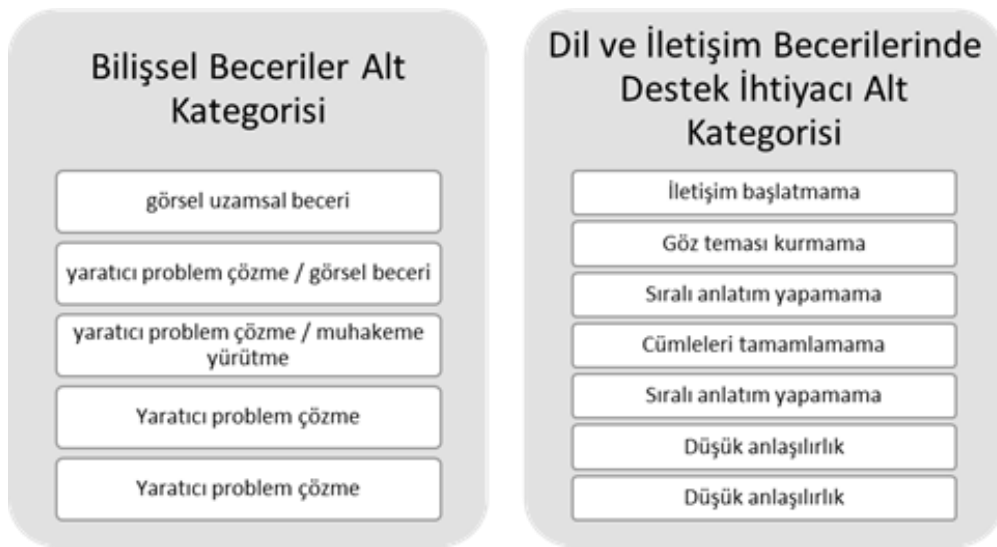 Bilişsel Beceriler Alt
Kategorisi
görsel uzamsal beceri
yaratıcı problem çözme / görsel beceri
yaratıcı problem çözme / muhakeme
yürütme
Yaratıcı problem çözme
Yaratıcı problem çözme
Dil ve İletişim Becerilerinde
Destek İhtiyacı Alt
Kategorisi
İletişim başlatmama
Göz teması kurmama
Sıralı anlatım yapamama
Cümleleri tamamlamama
Sıralı anlatım yapamama
Düşük anlaşılırlık
Düşük anlaşılırlık